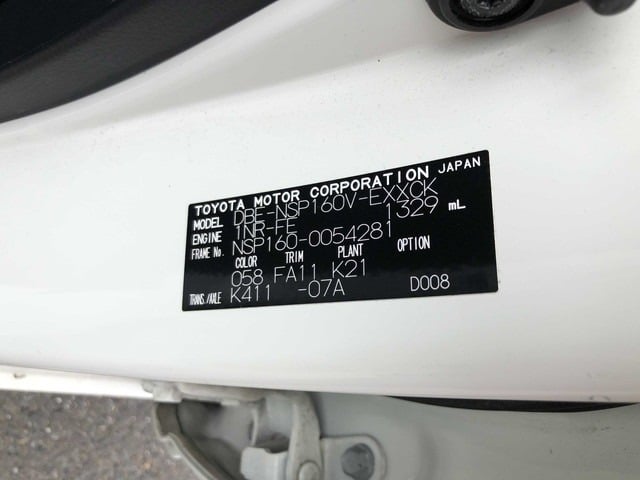 TOYOTA MOTOR CORPORATION JAPAN
MODEL DBE-NSP160V-EXXCK
ENGINE 1NR-FE 1329 mL
FRAME No. NSP160-0054281
COLOR TRIM PLANT OPTION
058 FA11 K21
TRANS./AXLE K411 -07A D008